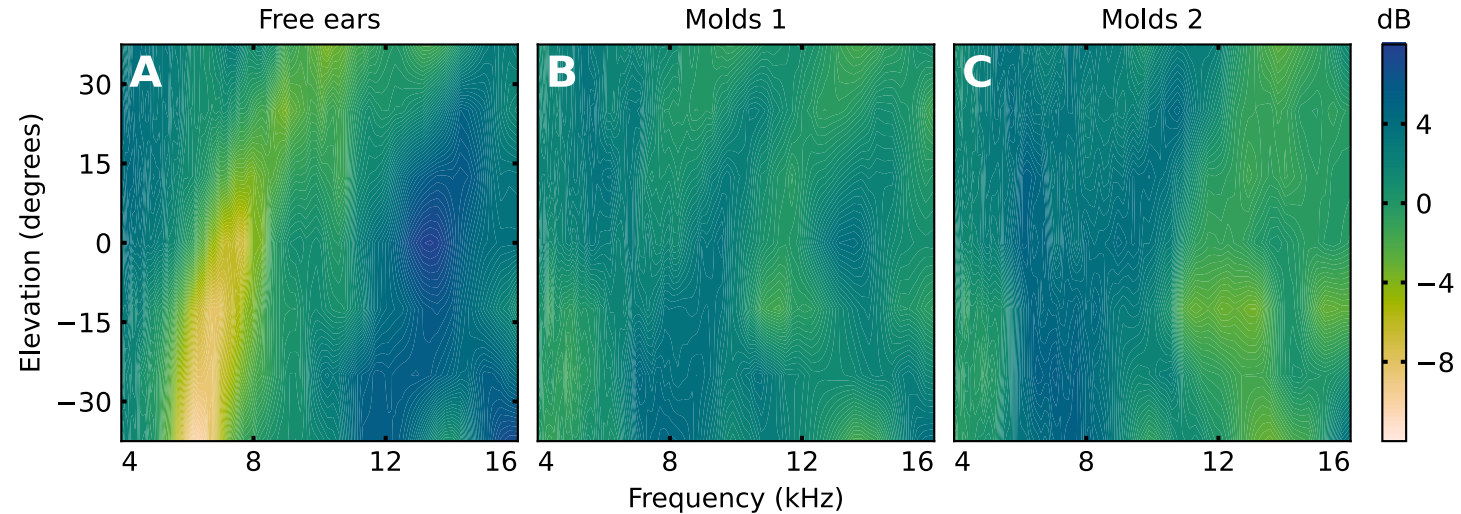 Free ears Molds 1 Molds 2 dB
A B C
30
15
0
−15
−30
Elevation (degrees)
4 8 12 16 4 8 12 16 4 8 12 16
Frequency (kHz)
4
0
−4
−8